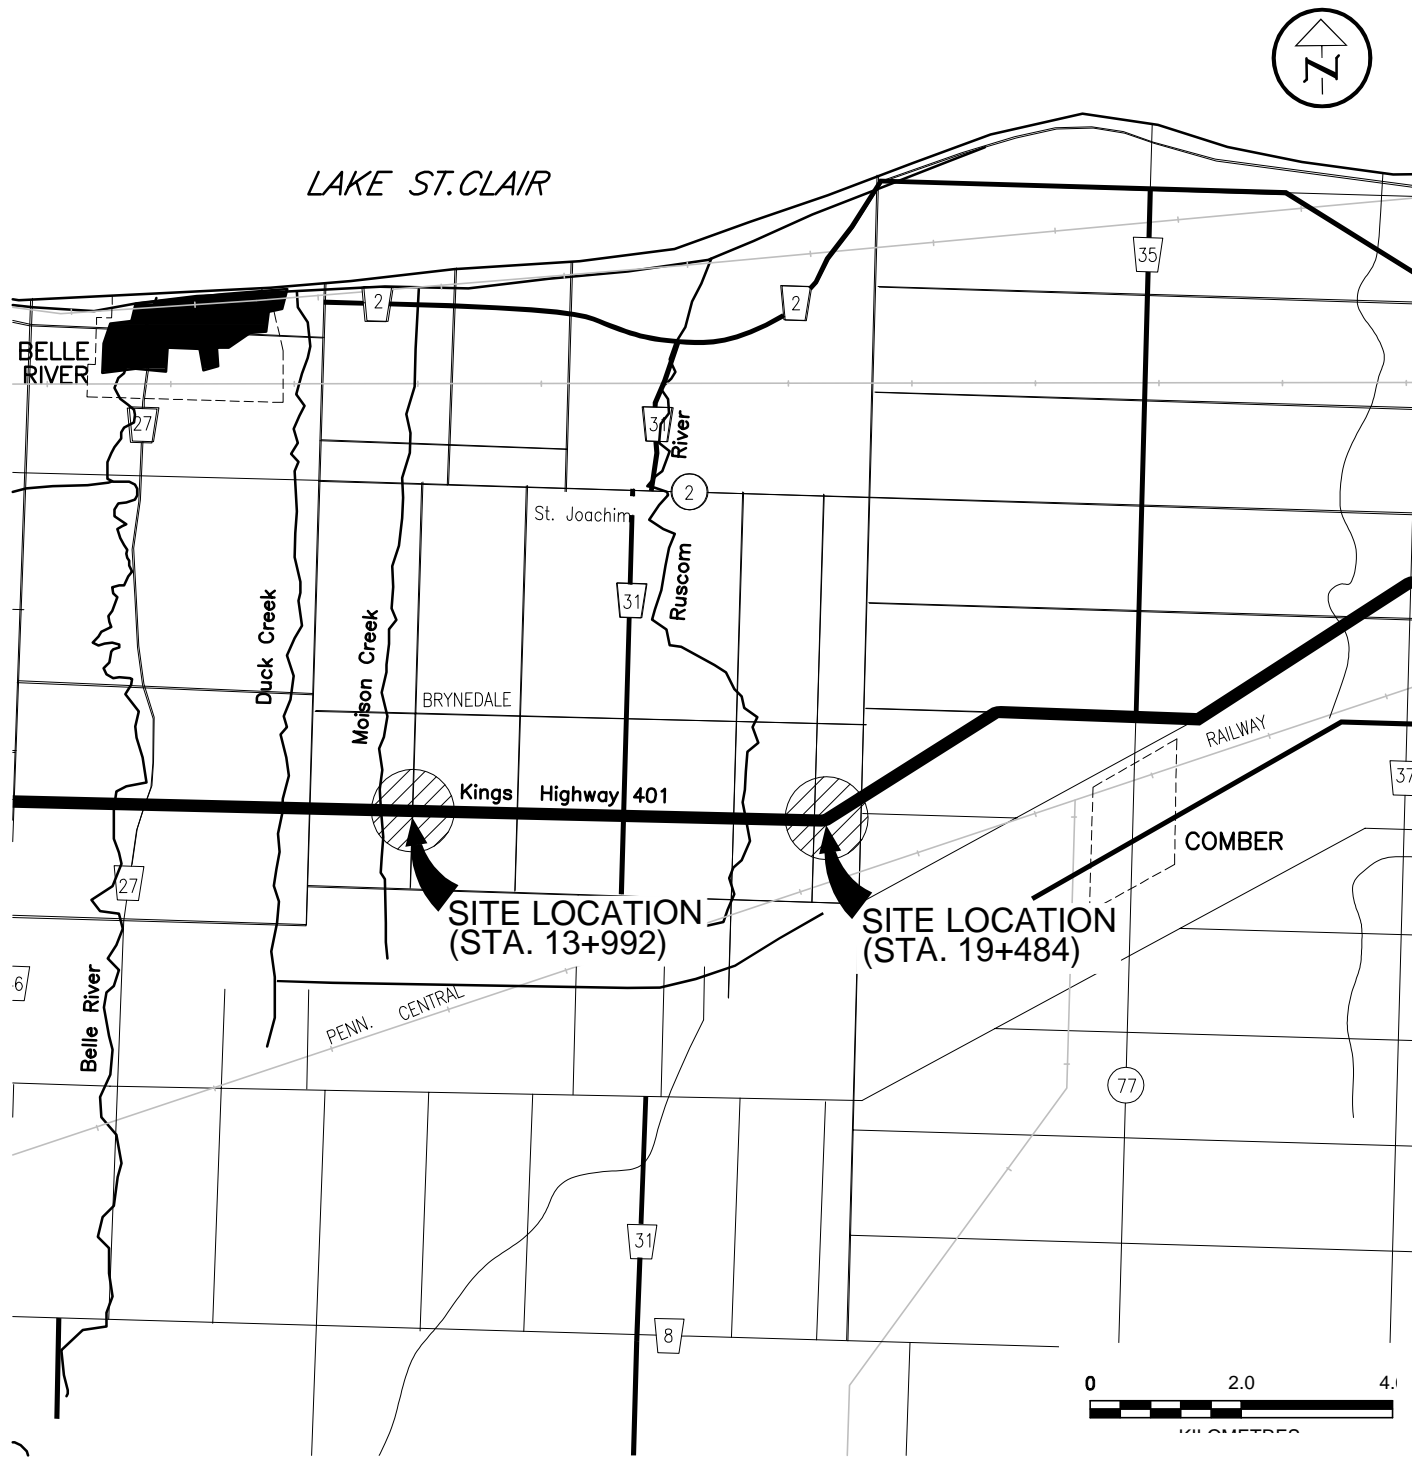 N
LAKE ST.CLAIR
35
2
2
BELLE
RIVER
27
31
River
2
St. Joachim
Ruscom
31
Duck Creek
Moison Creek
BRYNEDALE
RAILWAY
37
Kings Highway 401
COMBER
27
SITE LOCATION
(STA. 13+992)
SITE LOCATION
(STA. 19+484)
6
Belle River
PENN. CENTRAL
77
31
8
0 2.0 4.